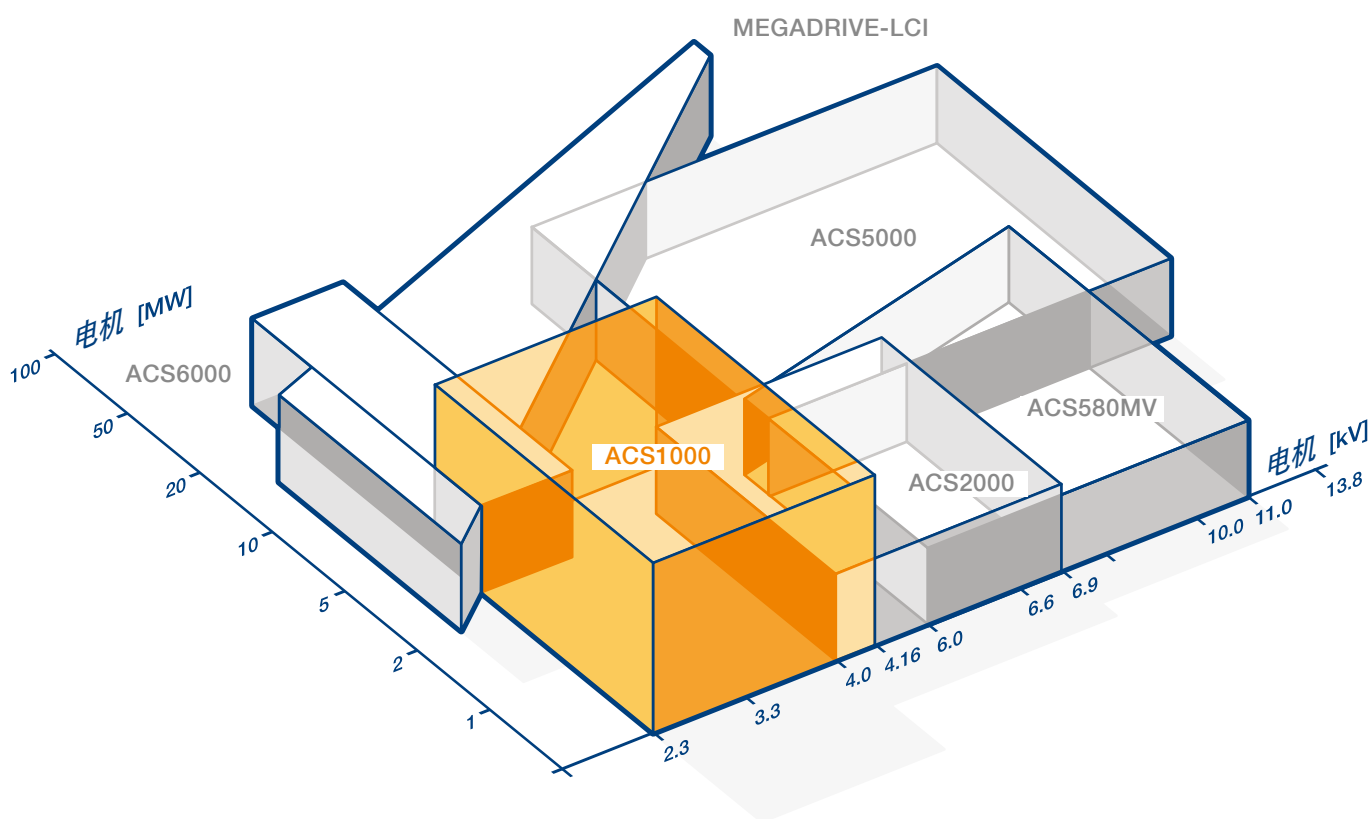 MEGADRIVE-LCI
ACS5000
电机 [MW]
ACS6000
100
50
20
10
5
2
1
ACS1000
ACS580MV
ACS2000
电机 [kV]
13.8
11.0
10.0
6.9
6.6
6.0
4.16
4.0
3.3
2.3